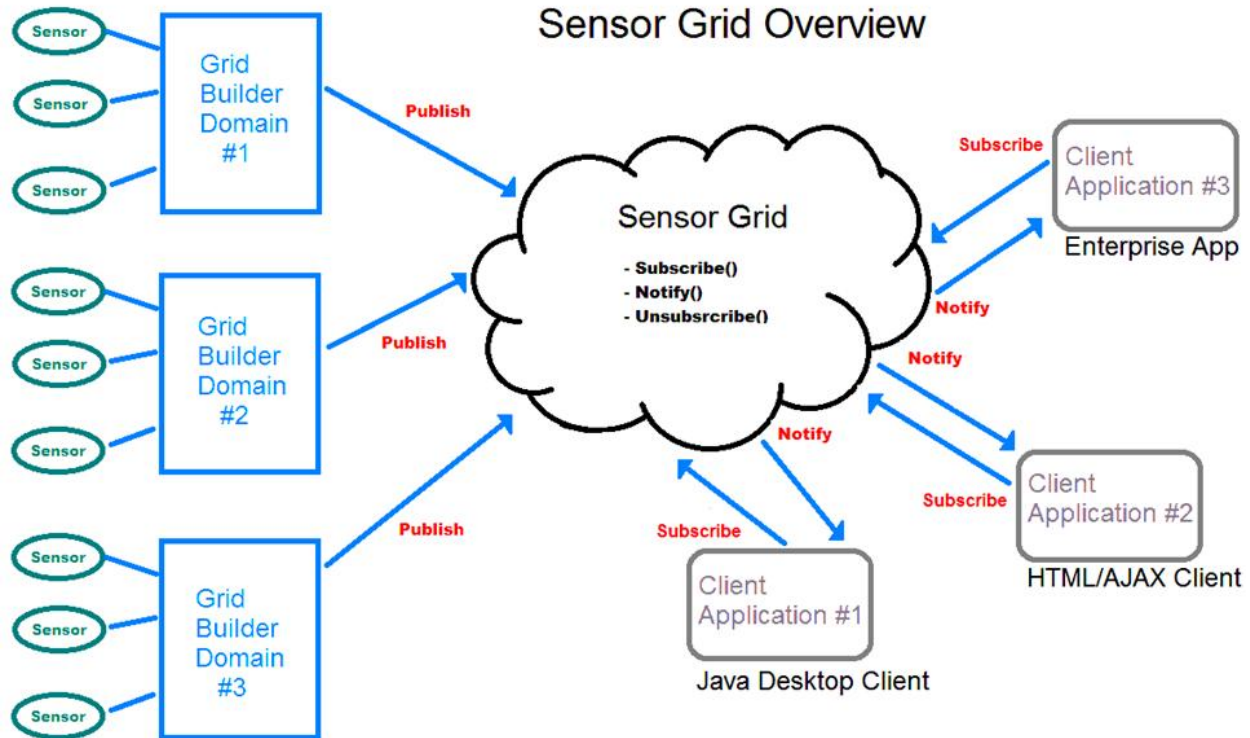 Sensor Grid Overview
Sensor
Sensor
Sensor
Grid
Builder
Domain
#1
Publish
Sensor
Sensor
Sensor
Grid
Builder
Domain
#2
Publish
Sensor
Sensor
Sensor
Grid
Builder
Domain
#3
Publish
Sensor Grid
- Subscribe()
- Notify()
- Unsubsrcribe()
Subscribe
Client
Application #3
Enterprise App
Notify
Notify
Client
Application #2
HTML/AJAX Client
Subscribe
Notify
Subscribe
Client
Application #1
Java Desktop Client